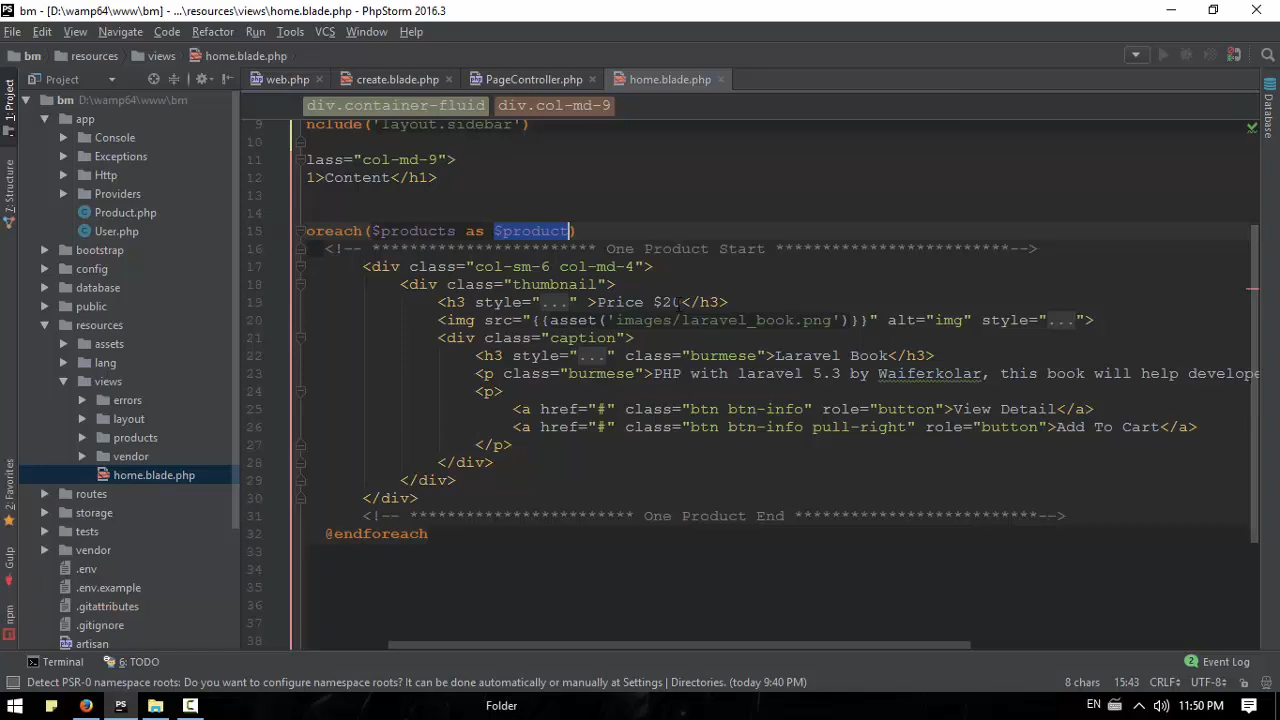 bm - [D:\wamp64\www\bm] - ...\resources\views\home.blade.php - PhpStorm 2016.3
File Edit View Navigate Code Refactor Run Tools VCS Window Help
bm resources views home.blade.php
Project
web.php create.blade.php PageController.php home.blade.php
1: Project
7: Structure
2: Favorites
Gulp
npm
Database
bm D:\wamp64\www\bm
app
Console
Exceptions
Http
Providers
Product.php
User.php
bootstrap
config
database
public
resources
assets
lang
views
errors
layout
products
vendor
home.blade.php
routes
storage
tests
vendor
.env
.env.example
.gitattributes
.gitignore
artisan
div.container-fluid div.col-md-9
9 nclude('layout.sidebar')
10
11 lass="col-md-9">
12 1>Content</h1>
13
14
15 oreach($products as $product)
16 <!-- ************************ One Product Start *************************-->
17 <div class="col-sm-6 col-md-4">
18 <div class="thumbnail">
19 <h3 style="..." >Price $20</h3>
20 <img src="{{asset('images/laravel_book.png')}}" alt="img" style="...">
21 <div class="caption">
22 <h3 style="..." class="burmese">Laravel Book</h3>
23 <p class="burmese">PHP with laravel 5.3 by Waiferkolar, this book will help develope
24 <p>
25 <a href="#" class="btn btn-info" role="button">View Detail</a>
26 <a href="#" class="btn btn-info pull-right" role="button">Add To Cart</a>
27 </p>
28 </div>
29 </div>
30 </div>
31 <!-- ************************ One Product End *************************-->
32 @endforeach
33
34
35
36
37
38
Terminal 6: TODO
2 Event Log
Detect PSR-0 namespace roots: Do you want to configure namespace roots? It can be done automatically or manually at Settings | Directories. (today 9:40 PM)
8 chars 15:43 CRLF÷ UTF-8÷
Folder
EN 11:50 PM